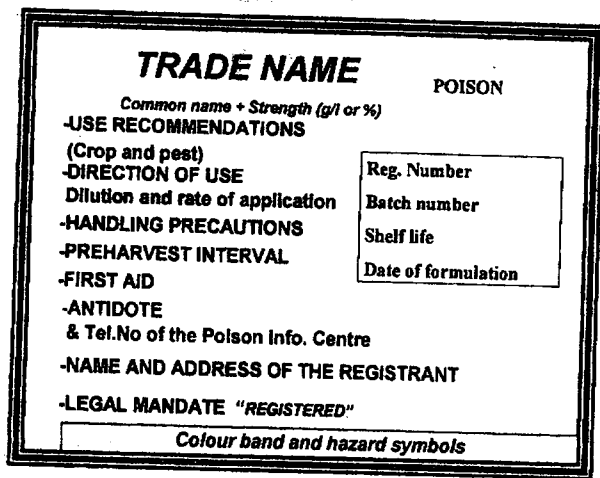 TRADE NAME
POISON
Common name + Strength (g/l or %)
-USE RECOMMENDATIONS
(Crop and pest)
-DIRECTION OF USE
Dilution and rate of application
-HANDLING PRECAUTIONS
-PREHARVEST INTERVAL
-FIRST AID
-ANTIDOTE
& Tel.No of the Poison Info. Centre
-NAME AND ADDRESS OF THE REGISTRANT
-LEGAL MANDATE "REGISTERED"
Reg. Number
Batch number
Shelf life
Date of formulation
Colour band and hazard symbols